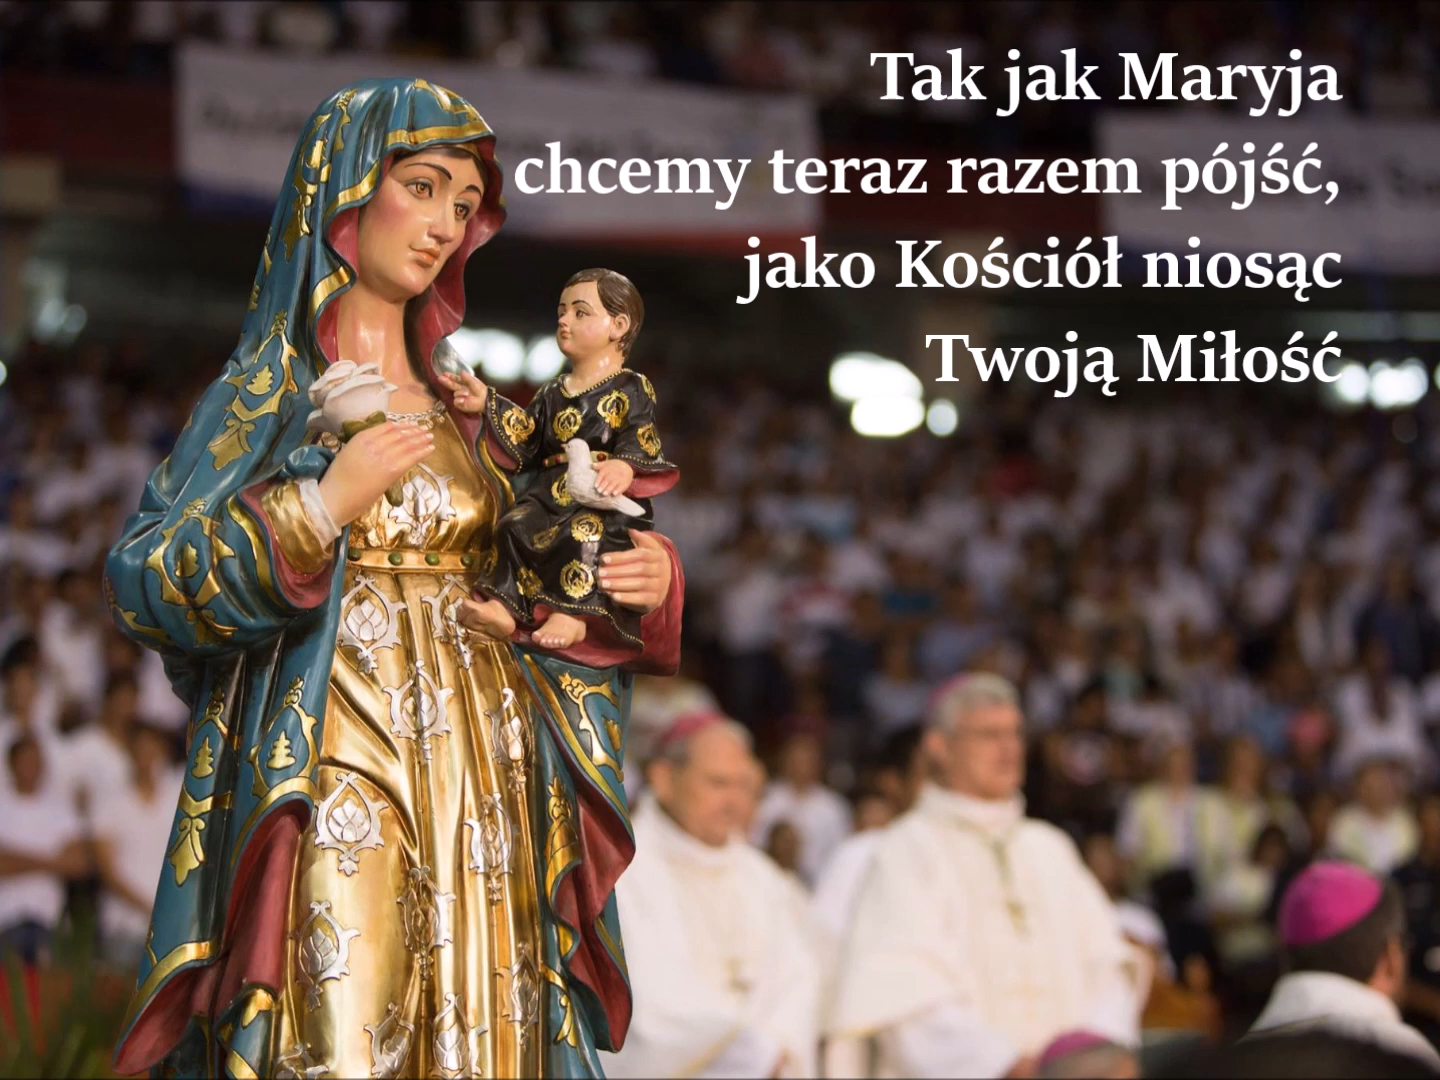 Tak jak Maryja
chcemy teraz razem pójść,
jako Kościół niosąc
Twoją Miłość